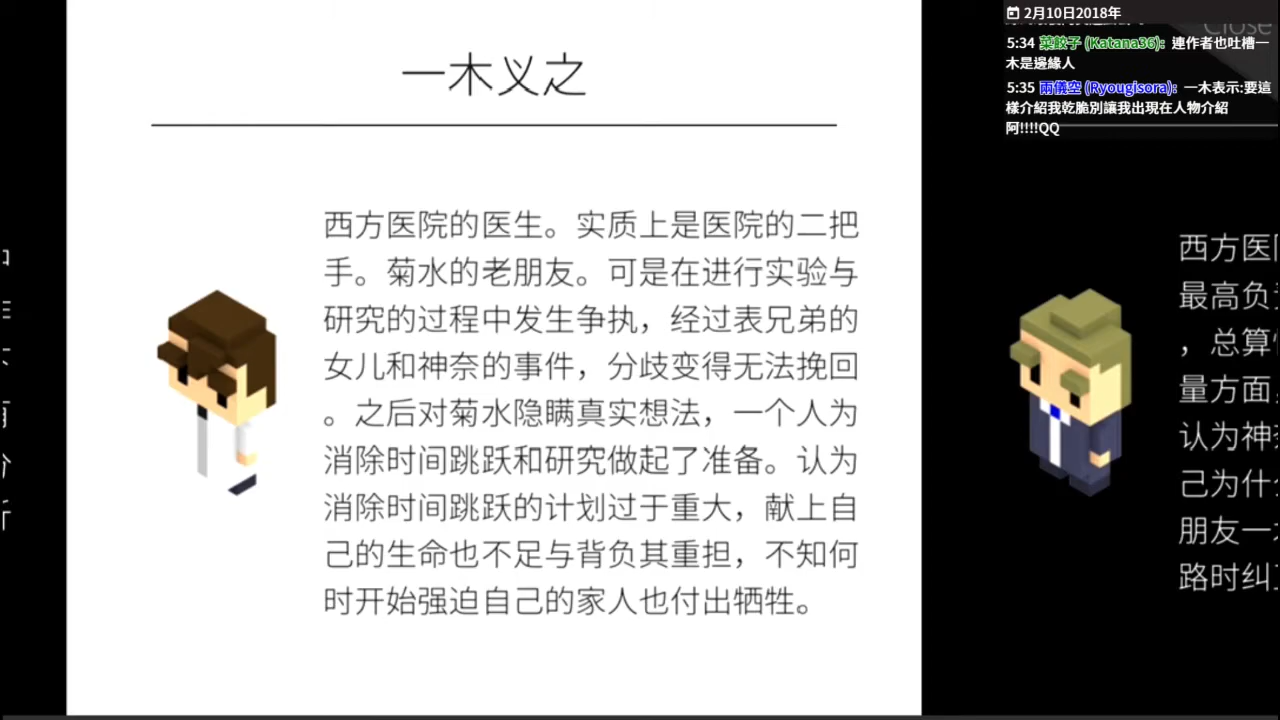 一木义之
西方医院的医生。实质上是医院的二把
手。菊水的老朋友。可是在进行实验与
研究的过程中发生争执，经过表兄弟的
女儿和神奈的事件，分歧变得无法挽回
。之后对菊水隐瞒真实想法，一个人为
消除时间跳跃和研究做起了准备。认为
消除时间跳跃的计划过于重大，献上自
己的生命也不足与背负其重担，不知何
时开始强迫自己的家人也付出牺牲。
2月10日2018年
Close
5:34 菜餃子 (Katana36): 連作者也吐槽一
木是邊緣人
5:35 兩儀空 (Ryougisora): 一木表示:要這
樣介紹我乾脆別讓我出現在人物介紹
阿!!!!QQ
西方医
最高负
，总算
量方面
认为神
己为什
朋友一
路时纠